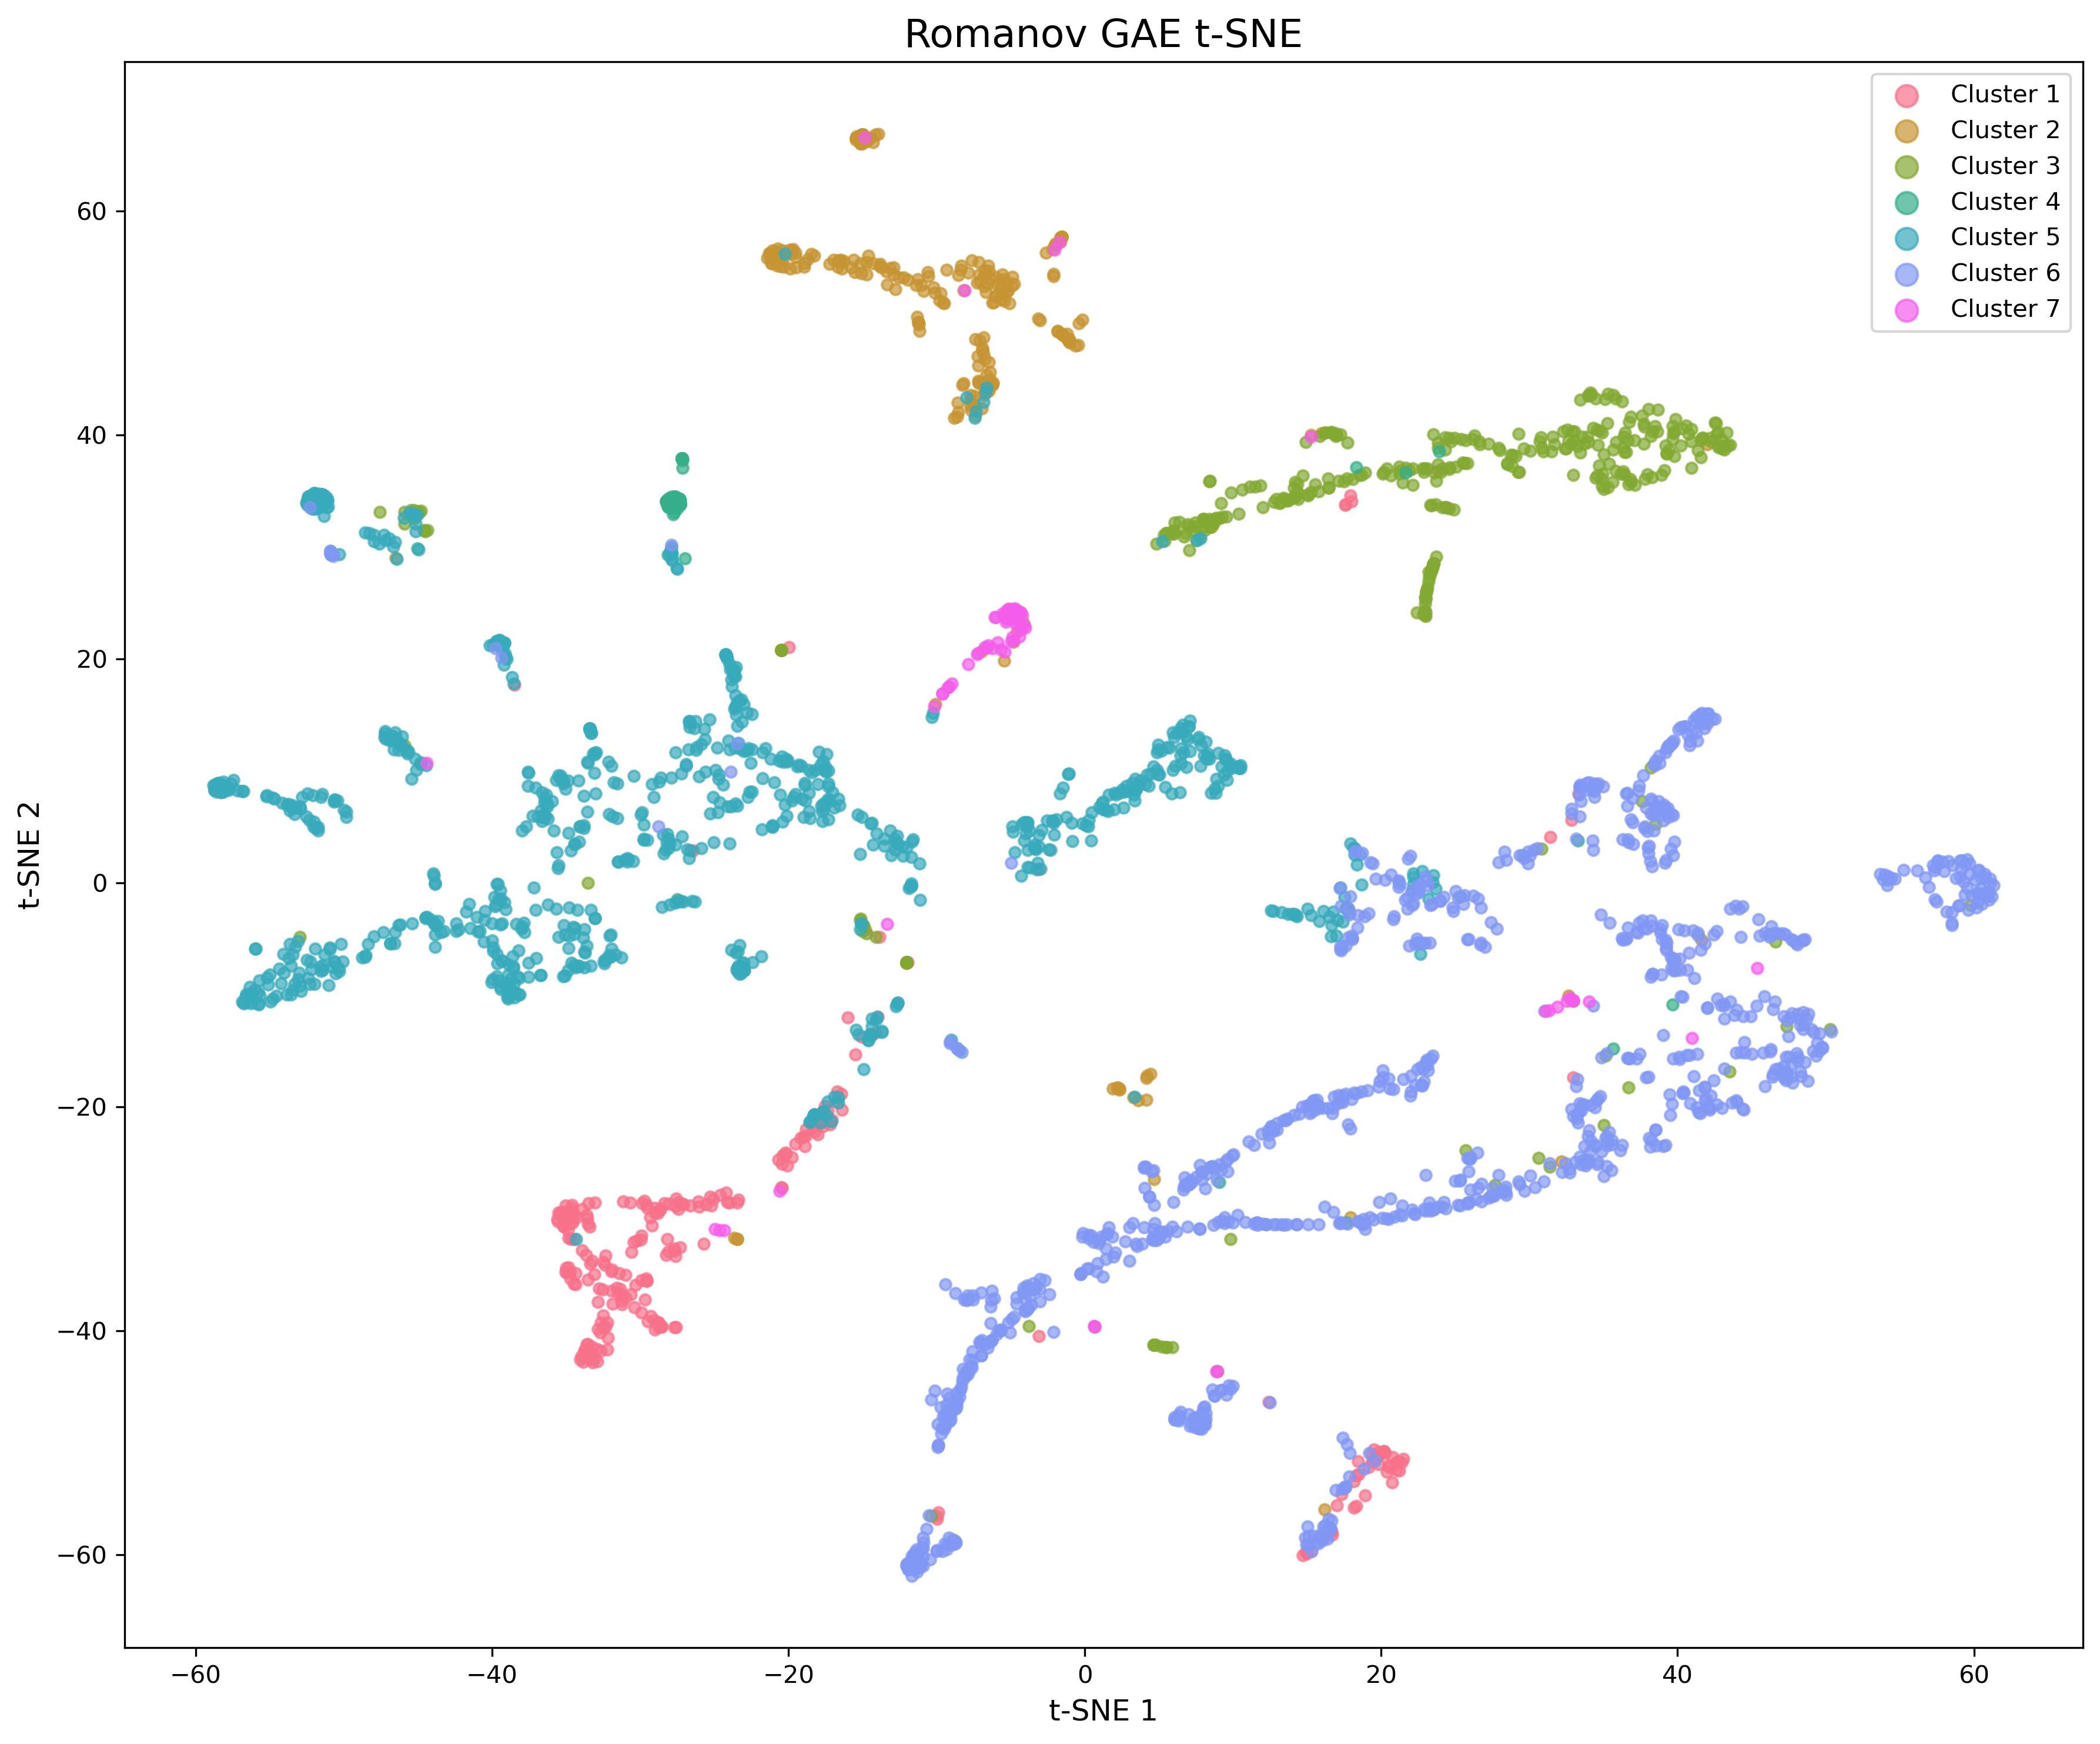 Romanov GAE t-SNE
Cluster 1
Cluster 2
Cluster 3
Cluster 4
Cluster 5
Cluster 6
Cluster 7
60
40
20
0
−20
−40
−60
t-SNE 2
−60 −40 −20 0 20 40 60
t-SNE 1